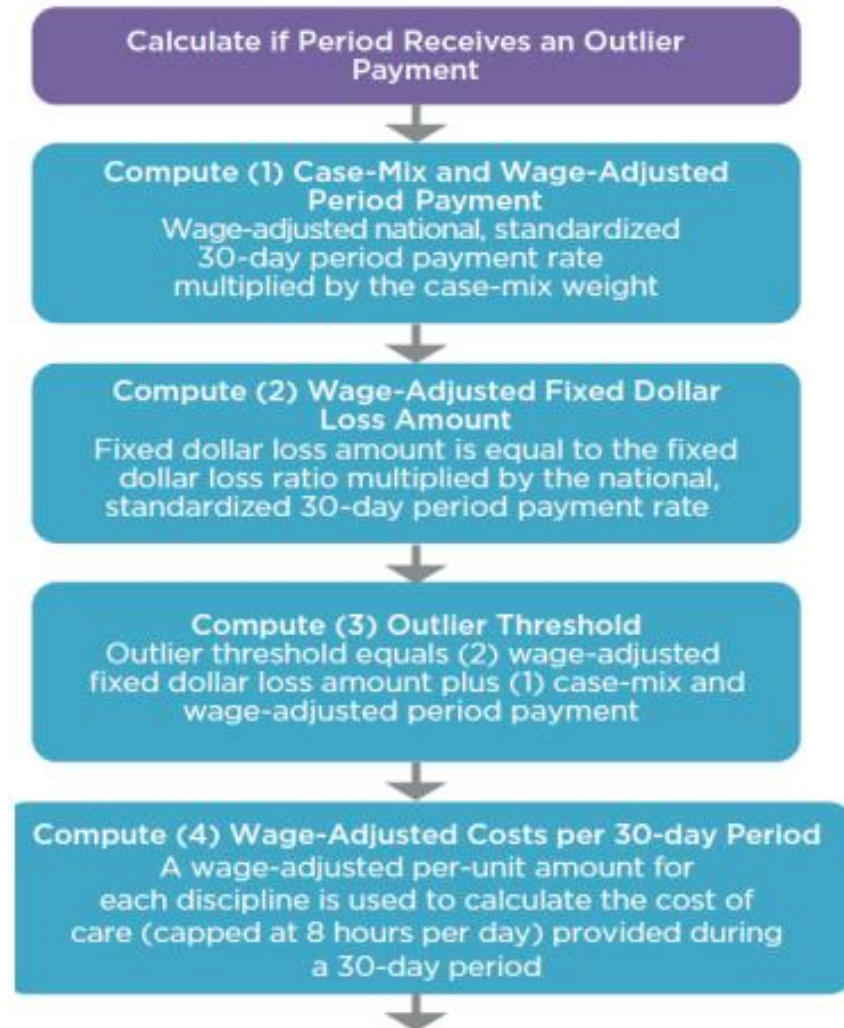 Calculate if Period Receives an Outlier
Payment
Compute (1) Case-Mix and Wage-Adjusted
Period Payment
Wage-adjusted national, standardized
30-day period payment rate
multiplied by the case-mix weight
Compute (2) Wage-Adjusted Fixed Dollar
Loss Amount
Fixed dollar loss amount is equal to the fixed
dollar loss ratio multiplied by the national,
standardized 30-day period payment rate
Compute (3) Outlier Threshold
Outlier threshold equals (2) wage-adjusted
fixed dollar loss amount plus (1) case-mix and
wage-adjusted period payment
Compute (4) Wage-Adjusted Costs per 30-day Period
A wage-adjusted per-unit amount for
each discipline is used to calculate the cost of
care (capped at 8 hours per day) provided during
a 30-day period